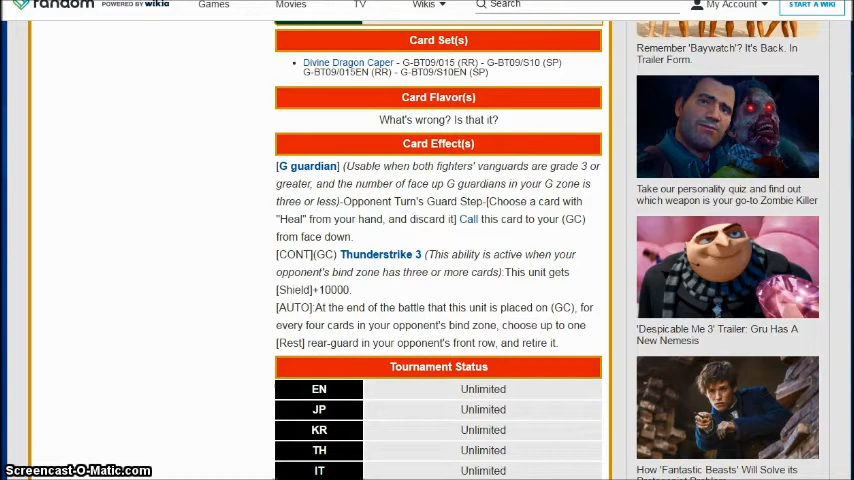 FANDOM POWERED BY wikia Games Movies TV Wikis Search My Account START A WIKI
Card Set(s)
Divine Dragon Caper - G-BT09/015 (RR) - G-BT09/S10 (SP)
G-BT09/015EN (RR) - G-BT09/S10EN (SP)
Card Flavor(s)
What's wrong? Is that it?
Card Effect(s)
[G guardian] (Usable when both fighters' vanguards are grade 3 or
greater, and the number of face up G guardians in your G zone is
three or less)-Opponent Turn's Guard Step-[Choose a card with
"Heal" from your hand, and discard it] Call this card to your (GC)
from face down.
[CONT](GC) Thunderstrike 3 (This ability is active when your
opponent's bind zone has three or more cards):This unit gets
[Shield]+10000.
[AUTO]:At the end of the battle that this unit is placed on (GC), for
every four cards in your opponent's bind zone, choose up to one
[Rest] rear-guard in your opponent's front row, and retire it.
Tournament Status
EN Unlimited
JP Unlimited
KR Unlimited
TH Unlimited
IT Unlimited
Remember 'Baywatch'? It's Back. In
Trailer Form.
Take our personality quiz and find out
which weapon is your go-to Zombie Killer
'Despicable Me 3' Trailer: Gru Has A
New Nemesis
How 'Fantastic Beasts' Will Solve its
Screencast-O-Matic.com